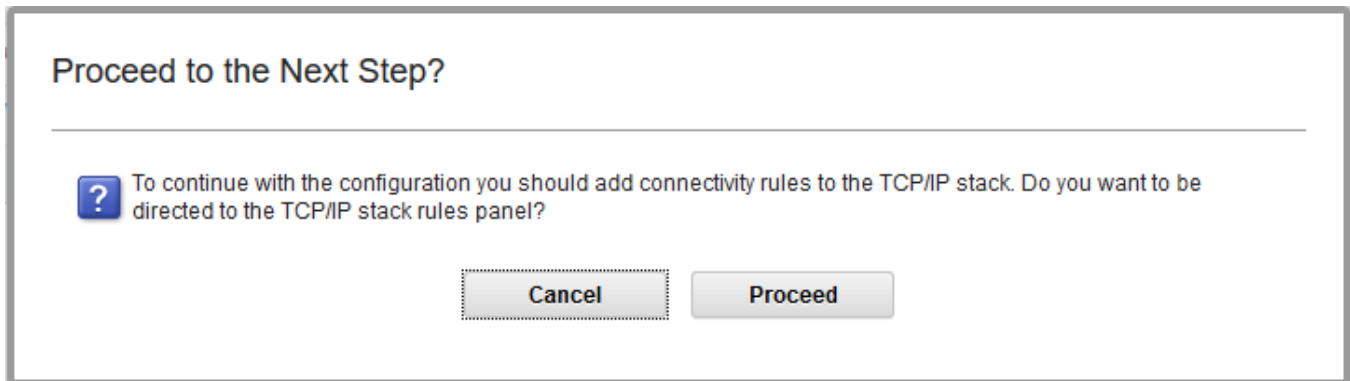 Proceed to the Next Step?
?
To continue with the configuration you should add connectivity rules to the TCP/IP stack. Do you want to be
directed to the TCP/IP stack rules panel?
Cancel Proceed